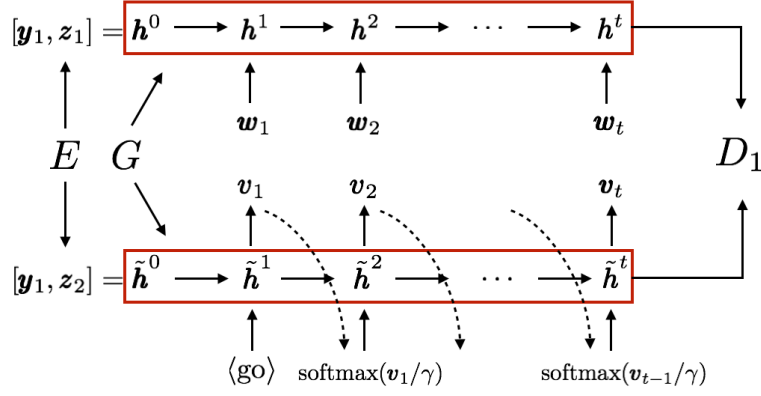 [y₁, z₁] = h⁰ h¹ h² ⋯ hᵗ
w₁ w₂ wₜ
E G D₁
v₁ v₂ vₜ
[y₁, z₂] = h̃⁰ h̃¹ h̃² ⋯ h̃ᵗ
⟨go⟩ softmax(v₁/γ) softmax(vₜ₋₁/γ)